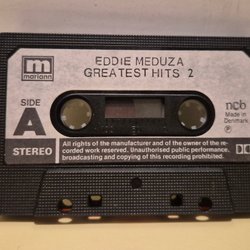 m
mariann
EDDIE MEDUZA
GREATEST HITS 2
SIDE
A
ncb
Made in
Denmark
STEREO
All rights of the manufacturer and of the owner of the re-
corded work reserved. Unauthorised public performance,
broadcasting and copying of this recording prohibited.